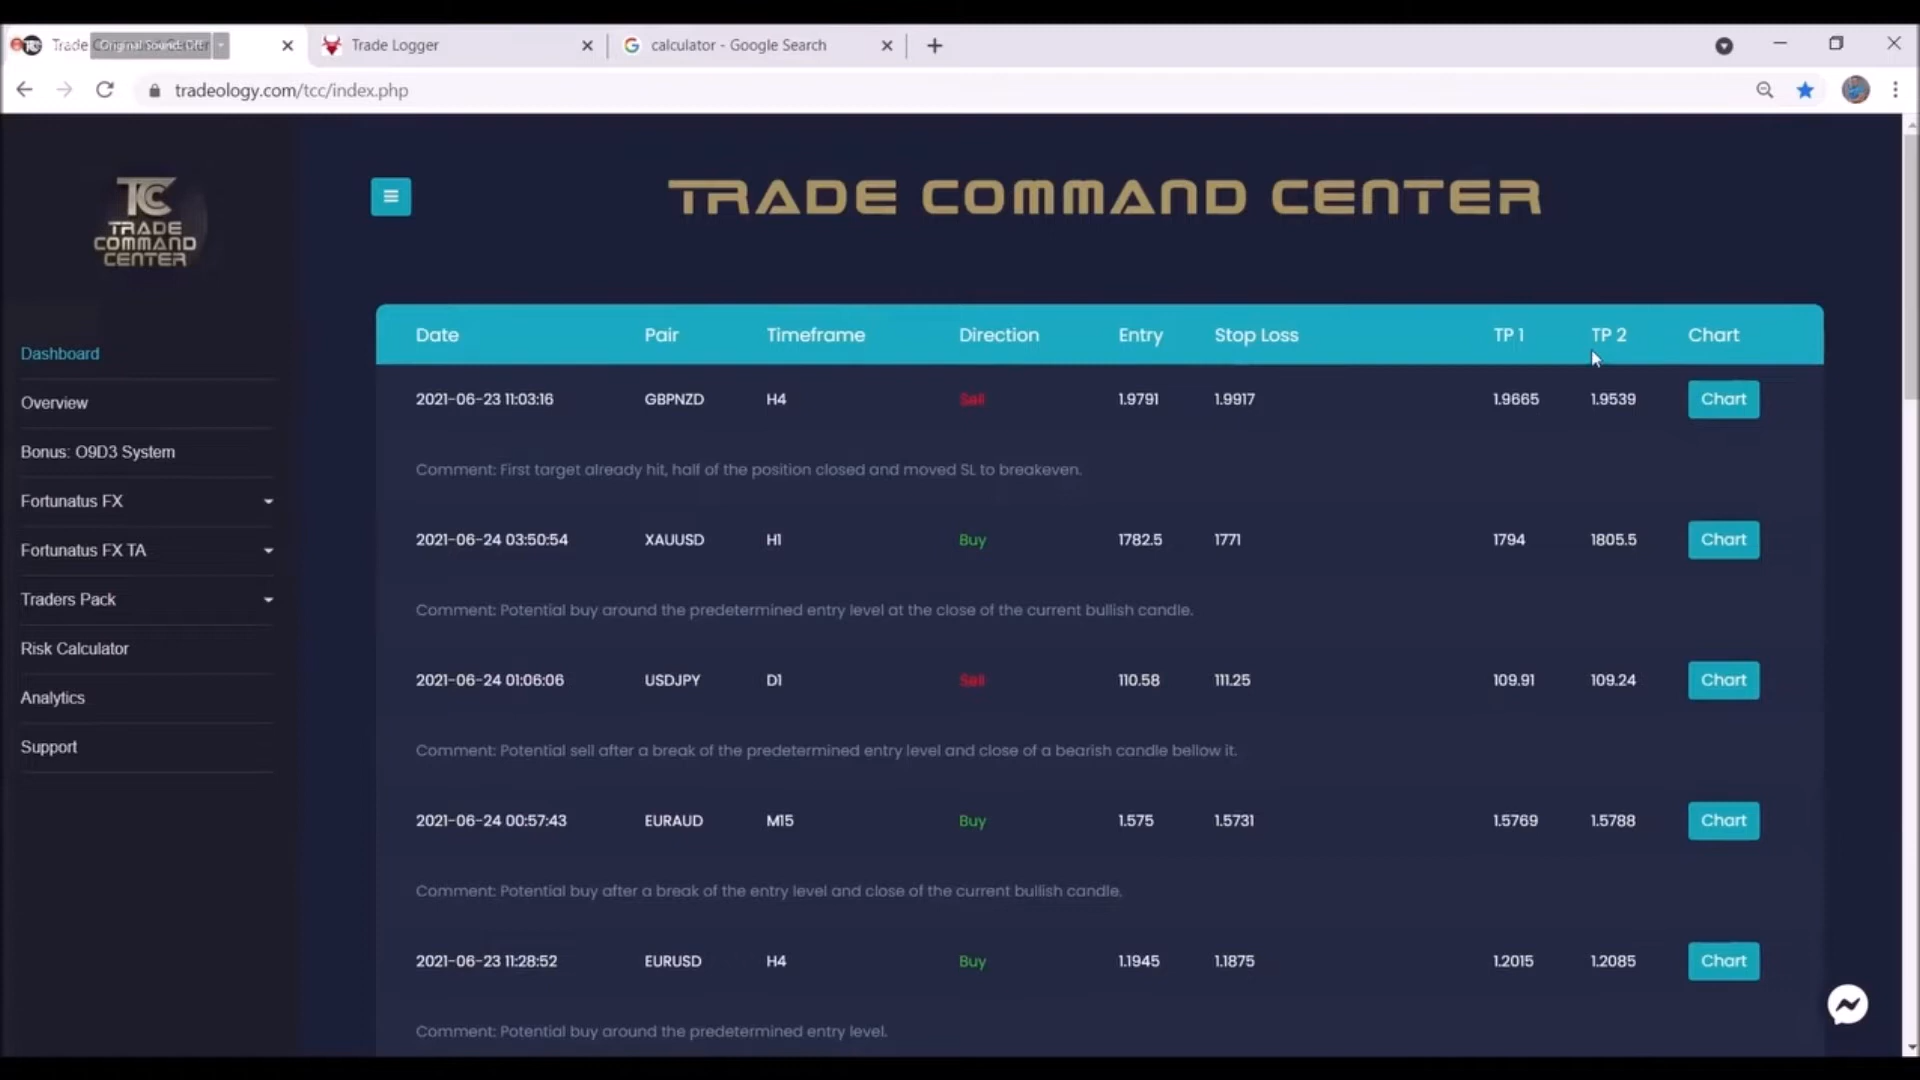 Original Sound: Off
Trade Logger
calculator - Google Search
tradeology.com/tcc/index.php
TC
TRADE
COMMAND
CENTER
TRADE COMMAND CENTER
Dashboard
Overview
Bonus: O9D3 System
Fortunatus FX
Fortunatus FX TA
Traders Pack
Risk Calculator
Analytics
Support
Date Pair Timeframe Direction Entry Stop Loss TP 1 TP 2 Chart
2021-06-23 11:03:16 GBPNZD H4 Sell 1.9791 1.9917 1.9665 1.9539 Chart
Comment: First target already hit, half of the position closed and moved SL to breakeven.
2021-06-24 03:50:54 XAUUSD H1 Buy 1782.5 1771 1794 1805.5 Chart
Comment: Potential buy around the predetermined entry level at the close of the current bullish candle.
2021-06-24 01:06:06 USDJPY D1 Sell 110.58 111.25 109.91 109.24 Chart
Comment: Potential sell after a break of the predetermined entry level and close of a bearish candle bellow it.
2021-06-24 00:57:43 EURAUD M15 Buy 1.575 1.5731 1.5769 1.5788 Chart
Comment: Potential buy after a break of the entry level and close of the current bullish candle.
2021-06-23 11:28:52 EURUSD H4 Buy 1.1945 1.1875 1.2015 1.2085 Chart
Comment: Potential buy around the predetermined entry level.